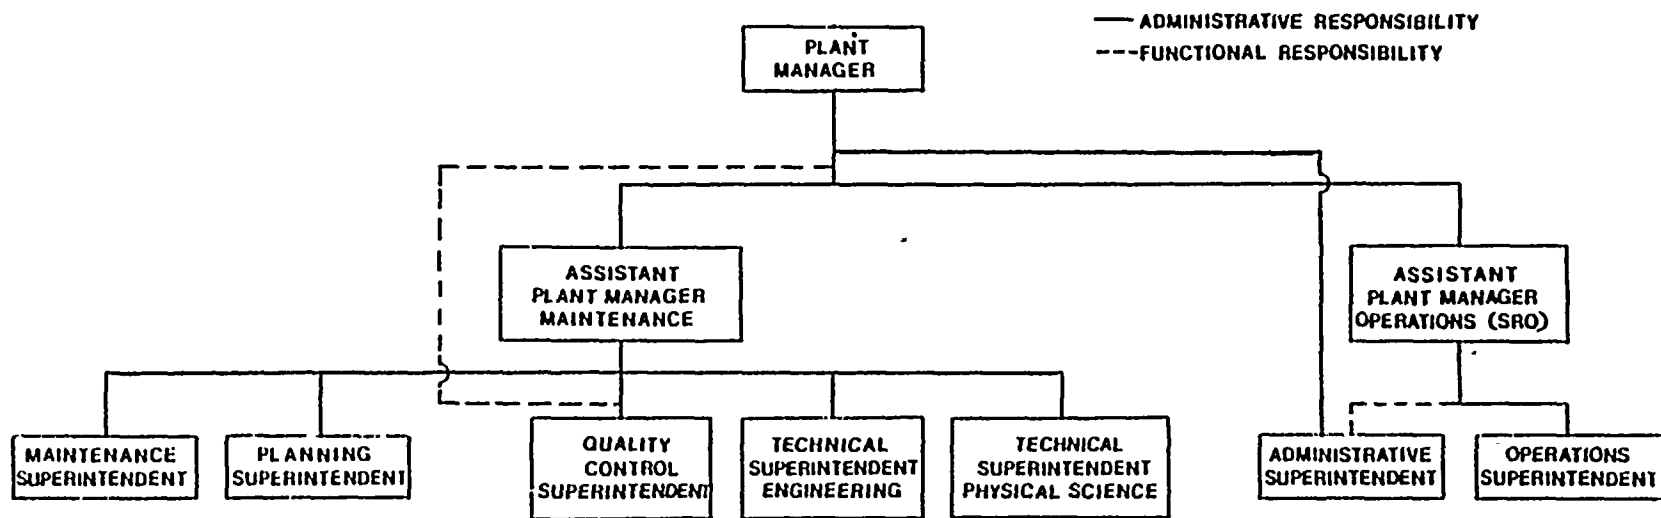 ADMINISTRATIVE RESPONSIBILITY
FUNCTIONAL RESPONSIBILITY
PLANT
MANAGER
ASSISTANT
PLANT MANAGER
MAINTENANCE
ASSISTANT
PLANT MANAGER
OPERATIONS (SRO)
MAINTENANCE
SUPERINTENDENT
PLANNING
SUPERINTENDENT
QUALITY
CONTROL
SUPERINTENDENT
TECHNICAL
SUPERINTENDENT
ENGINEERING
TECHNICAL
SUPERINTENDENT
PHYSICAL SCIENCE
ADMINISTRATIVE
SUPERINTENDENT
OPERATIONS
SUPERINTENDENT